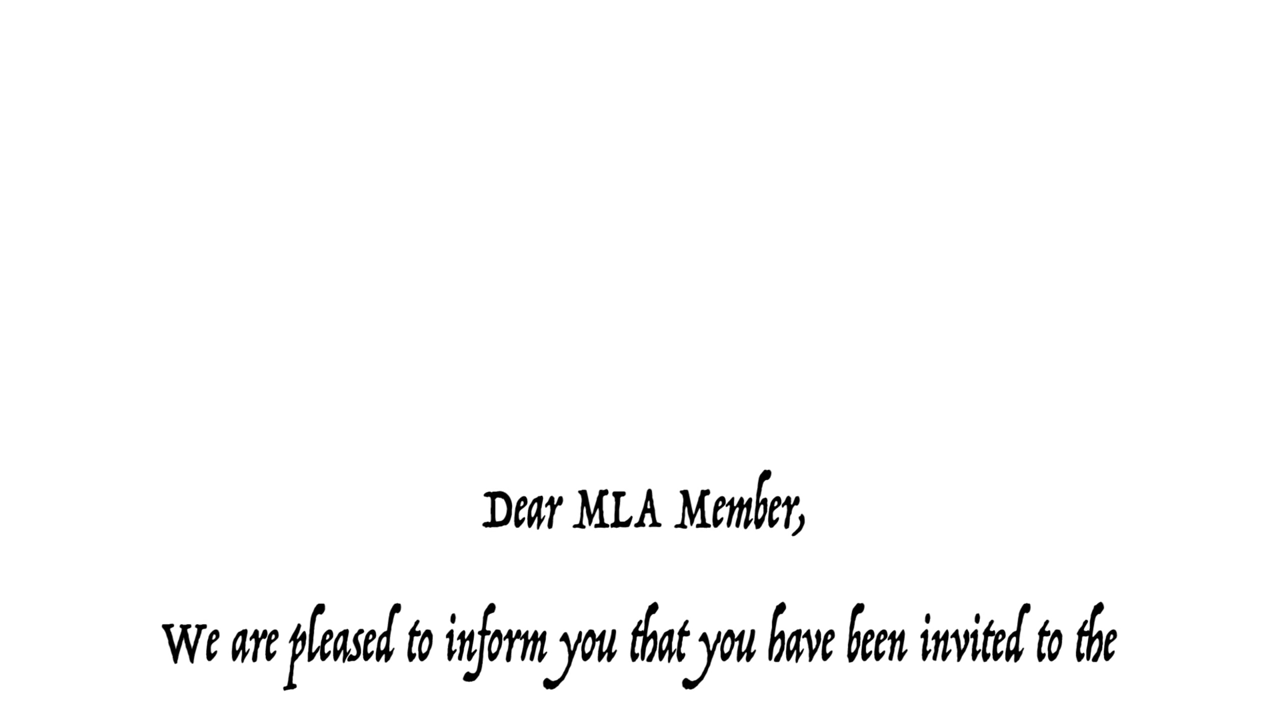 Dear MLA Member,
We are pleased to inform you that you have been invited to the